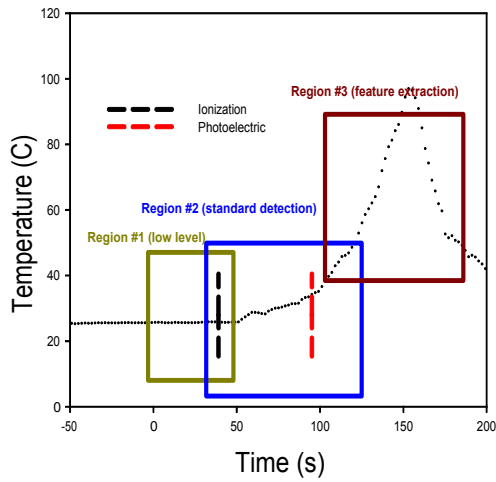 120
100
80
60
40
20
0
Temperature (C)
Region #3 (feature extraction)
Ionization
Photoelectric
Region #2 (standard detection)
Region #1 (low level)
-50 0 50 100 150 200
Time (s)